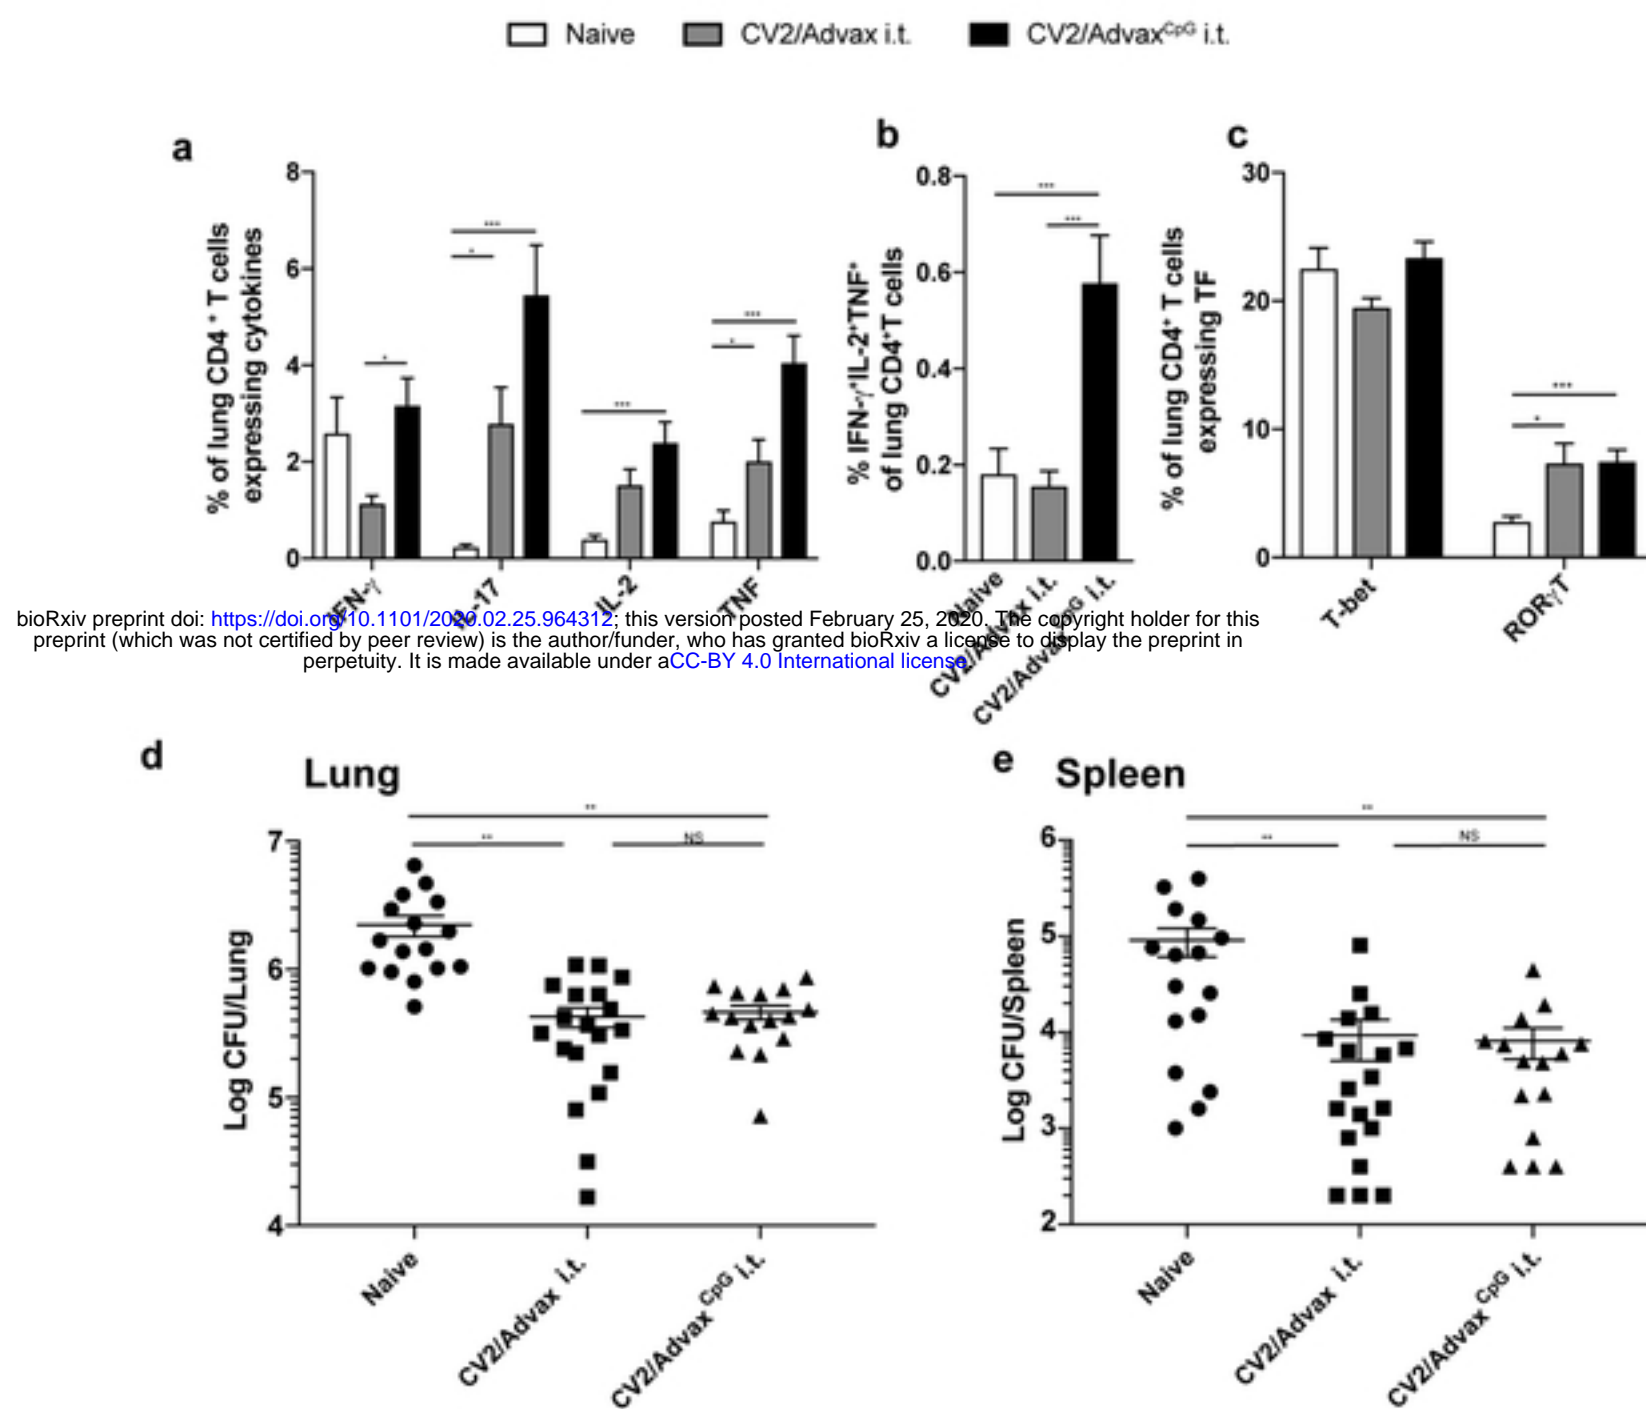 Naive CV2/Advax i.t. CV2/Advax^CpG i.t.
a
8
6
4
2
0
% of lung CD4 + T cells
expressing cytokines
*
*
***
***
*
***
IFN-γ
IL-17
IL-2
TNF
b
0.8
0.6
0.4
0.2
0.0
% IFN-γ+IL-2+TNF+
of lung CD4+T cells
***
***
Naive
CV2/Advax i.t.
CV2/Advax^CpG i.t.
c
30
20
10
0
% of lung CD4+ T cells
expressing TF
***
*
T-bet
RORγT
bioRxiv preprint doi: https://doi.org/10.1101/2020.02.25.964312; this version posted February 25, 2020. The copyright holder for this
preprint (which was not certified by peer review) is the author/funder, who has granted bioRxiv a license to display the preprint in
perpetuity. It is made available under aCC-BY 4.0 International license.
d Lung
**
** NS
7
6
5
4
Log CFU/Lung
Naive
CV2/Advax i.t.
CV2/Advax^CpG i.t.
e Spleen
**
** NS
6
5
4
3
2
Log CFU/Spleen
Naive
CV2/Advax i.t.
CV2/Advax^CpG i.t.